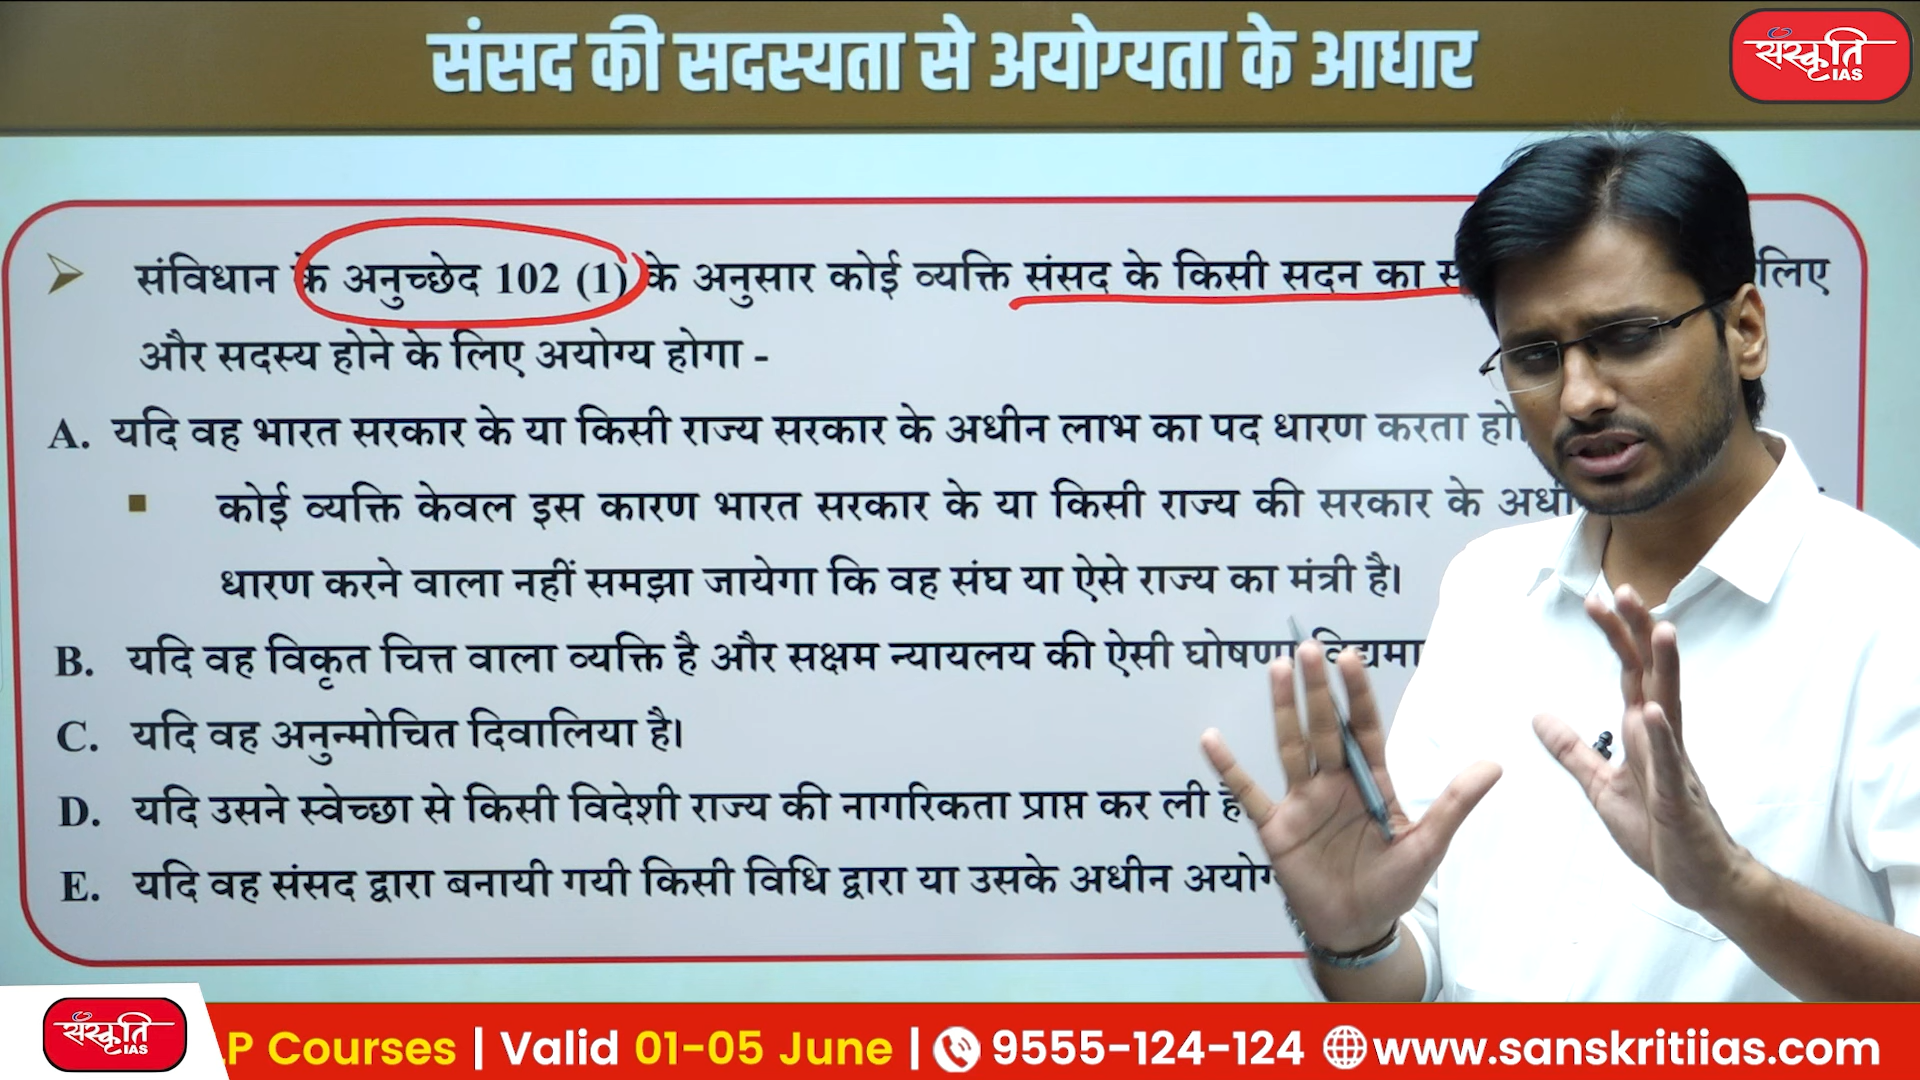 संसद की सदस्यता से अयोग्यता के आधार
संस्कृति
IAS
संविधान के अनुच्छेद 102 (1) के अनुसार कोई व्यक्ति संसद के किसी सदन का लिए
और सदस्य होने के लिए अयोग्य होगा -
A. यदि वह भारत सरकार के या किसी राज्य सरकार के अधीन लाभ का पद धारण करता हो
कोई व्यक्ति केवल इस कारण भारत सरकार के या किसी राज्य की सरकार के
धारण करने वाला नहीं समझा जायेगा कि वह संघ या ऐसे राज्य का मंत्री है।
B. यदि वह विकृत चित्त वाला व्यक्ति है और सक्षम न्यायलय की ऐसी घोषणा
C. यदि वह अनुन्मोचित दिवालिया है।
D. यदि उसने स्वेच्छा से किसी विदेशी राज्य की नागरिकता प्राप्त कर ली
E. यदि वह संसद द्वारा बनायी गयी किसी विधि द्वारा या उसके अधीन
संस्कृति
IAS
P Courses | Valid 01-05 June | 9555-124-124 www.sanskritiias.com